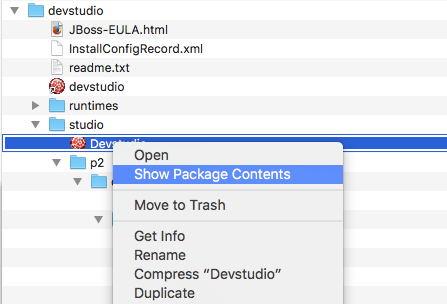 devstudio
JBoss-EULA.html
InstallConfigRecord.xml
readme.txt
devstudio
runtimes
studio
Devstudio
Open
p2
Show Package Contents
Move to Trash
Get Info
Rename
Compress “Devstudio”
Duplicate